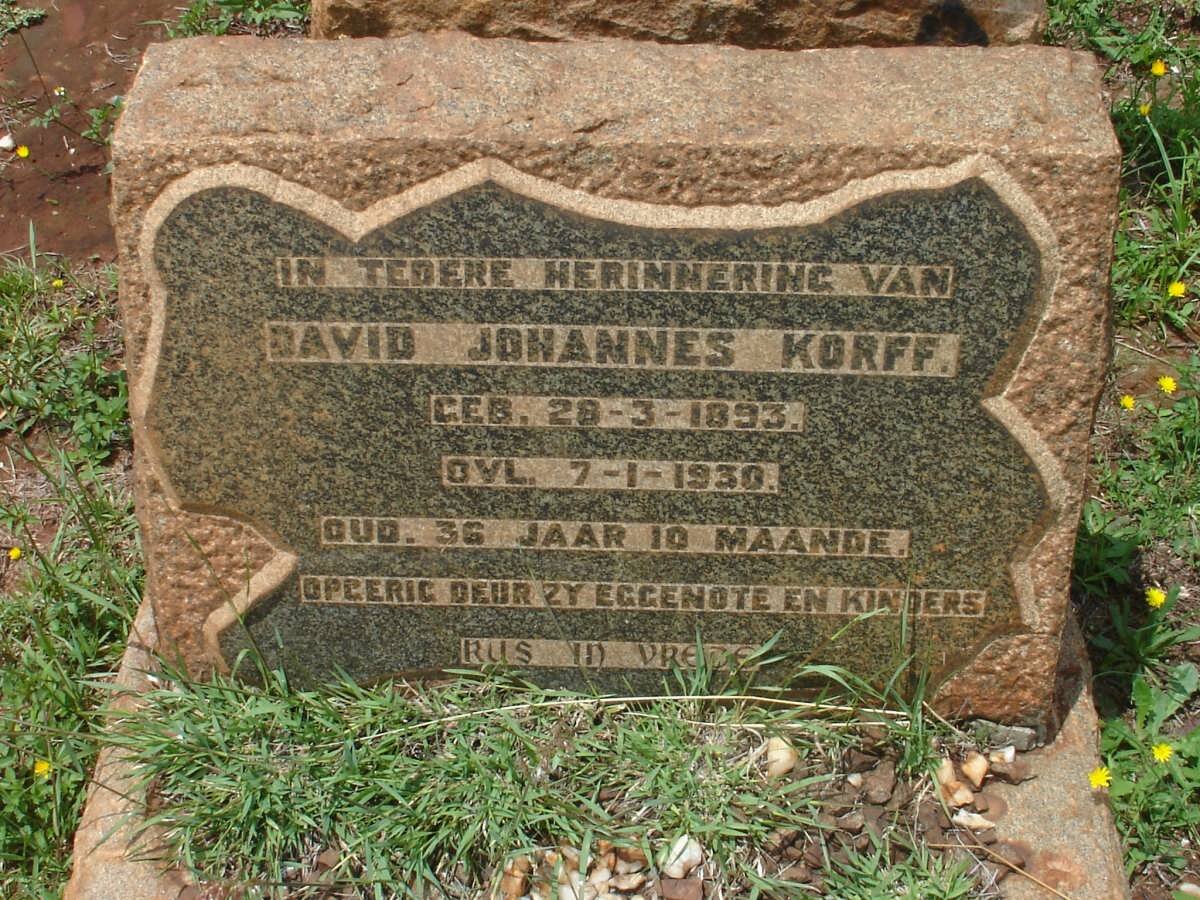 IN TEDERE HERINNERING VAN
DAVID JOHANNES KORFF.
GEB. 28-3-1893.
OVL. 7-1-1930.
OUD. 36 JAAR 10 MAANDE.
OPGERIG DEUR ZY EGGENOTE EN KINDERS
RUS IN VREDE